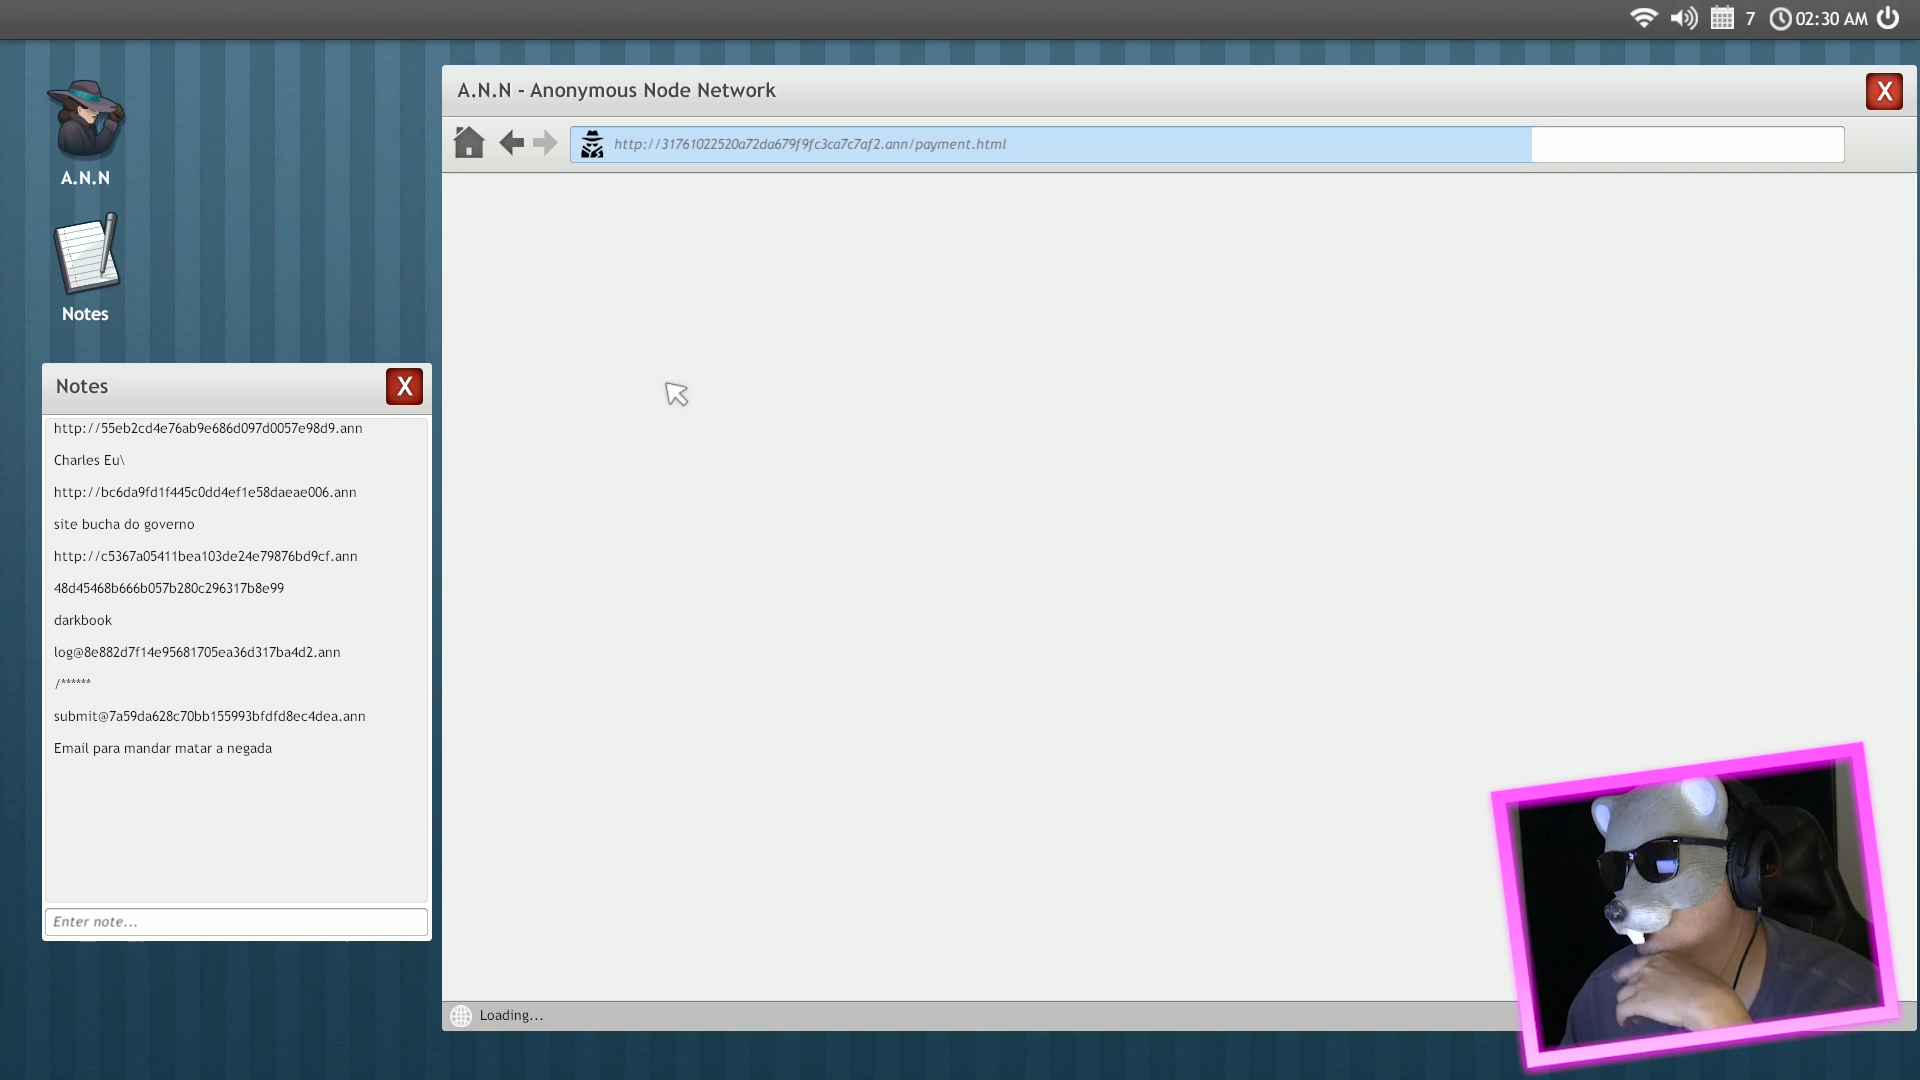 7
02:30 AM
A.N.N
Notes
A.N.N - Anonymous Node Network
X
http://31761022520a72da679f9fc3ca7c7af2.ann/payment.html
Notes
X
http://55eb2cd4e76ab9e686d097d0057e98d9.ann
Charles Eu\
http://bc6da9fd1f445c0dd4ef1e58daeae006.ann
site bucha do governo
http://c5367a05411bea103de24e79876bd9cf.ann
48d45468b666b057b280c296317b8e99
darkbook
log@8e882d7f14e95681705ea36d317ba4d2.ann
/******
submit@7a59da628c70bb155993bfdfd8ec4dea.ann
Email para mandar matar a negada
Enter note...
Loading...